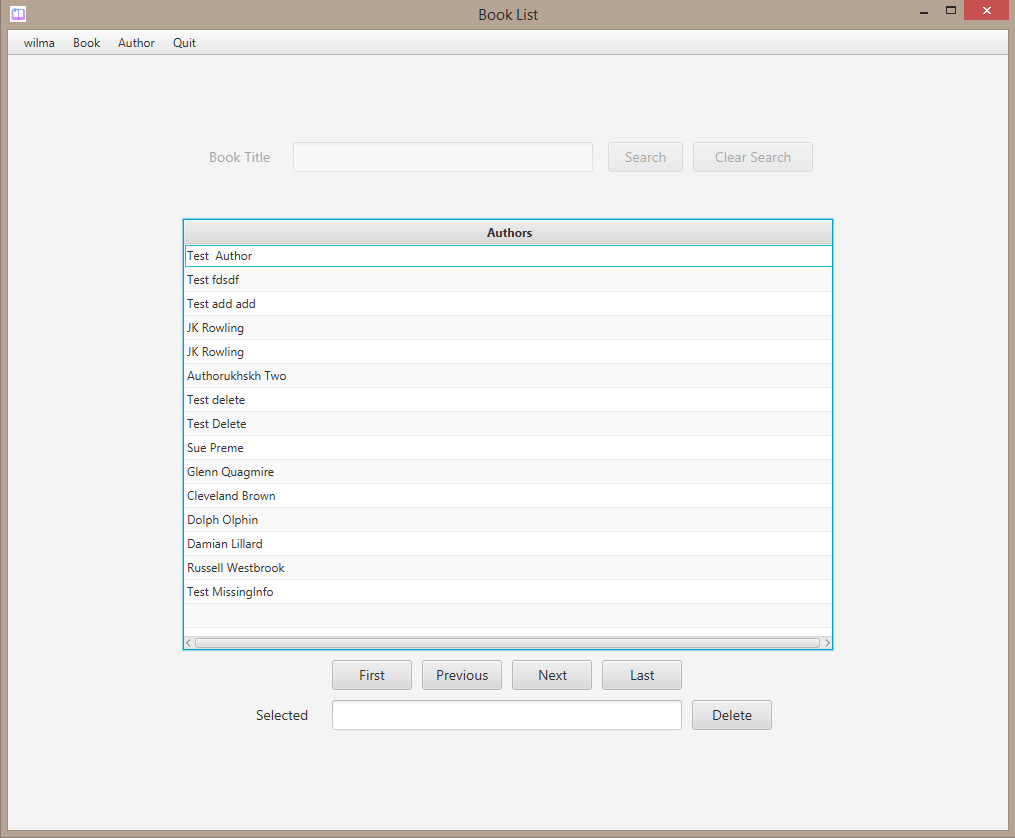 Book List
wilma Book Author Quit
Book Title Search Clear Search
Authors
Test  Author
Test fdsdf
Test add add
JK Rowling
JK Rowling
Authorukhskh Two
Test delete
Test Delete
Sue Preme
Glenn Quagmire
Cleveland Brown
Dolph Olphin
Damian Lillard
Russell Westbrook
Test MissingInfo
First Previous Next Last
Selected Delete